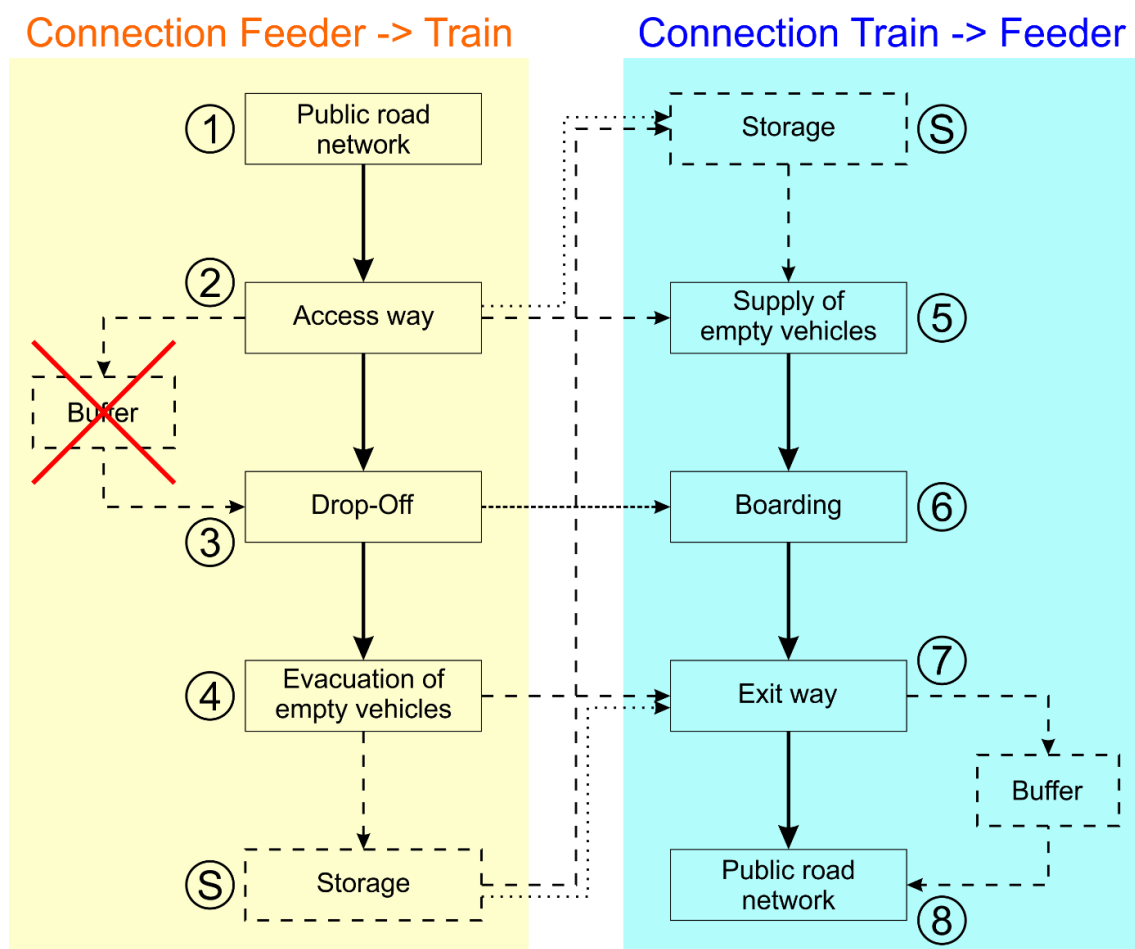 Connection Feeder -> Train
1
Public road
network
2
Access way
Buffer
3
Drop-Off
4
Evacuation of
empty vehicles
S
Storage
Connection Train -> Feeder
Storage
S
Supply of
empty vehicles
5
Boarding
6
Exit way
7
Buffer
Public road
network
8